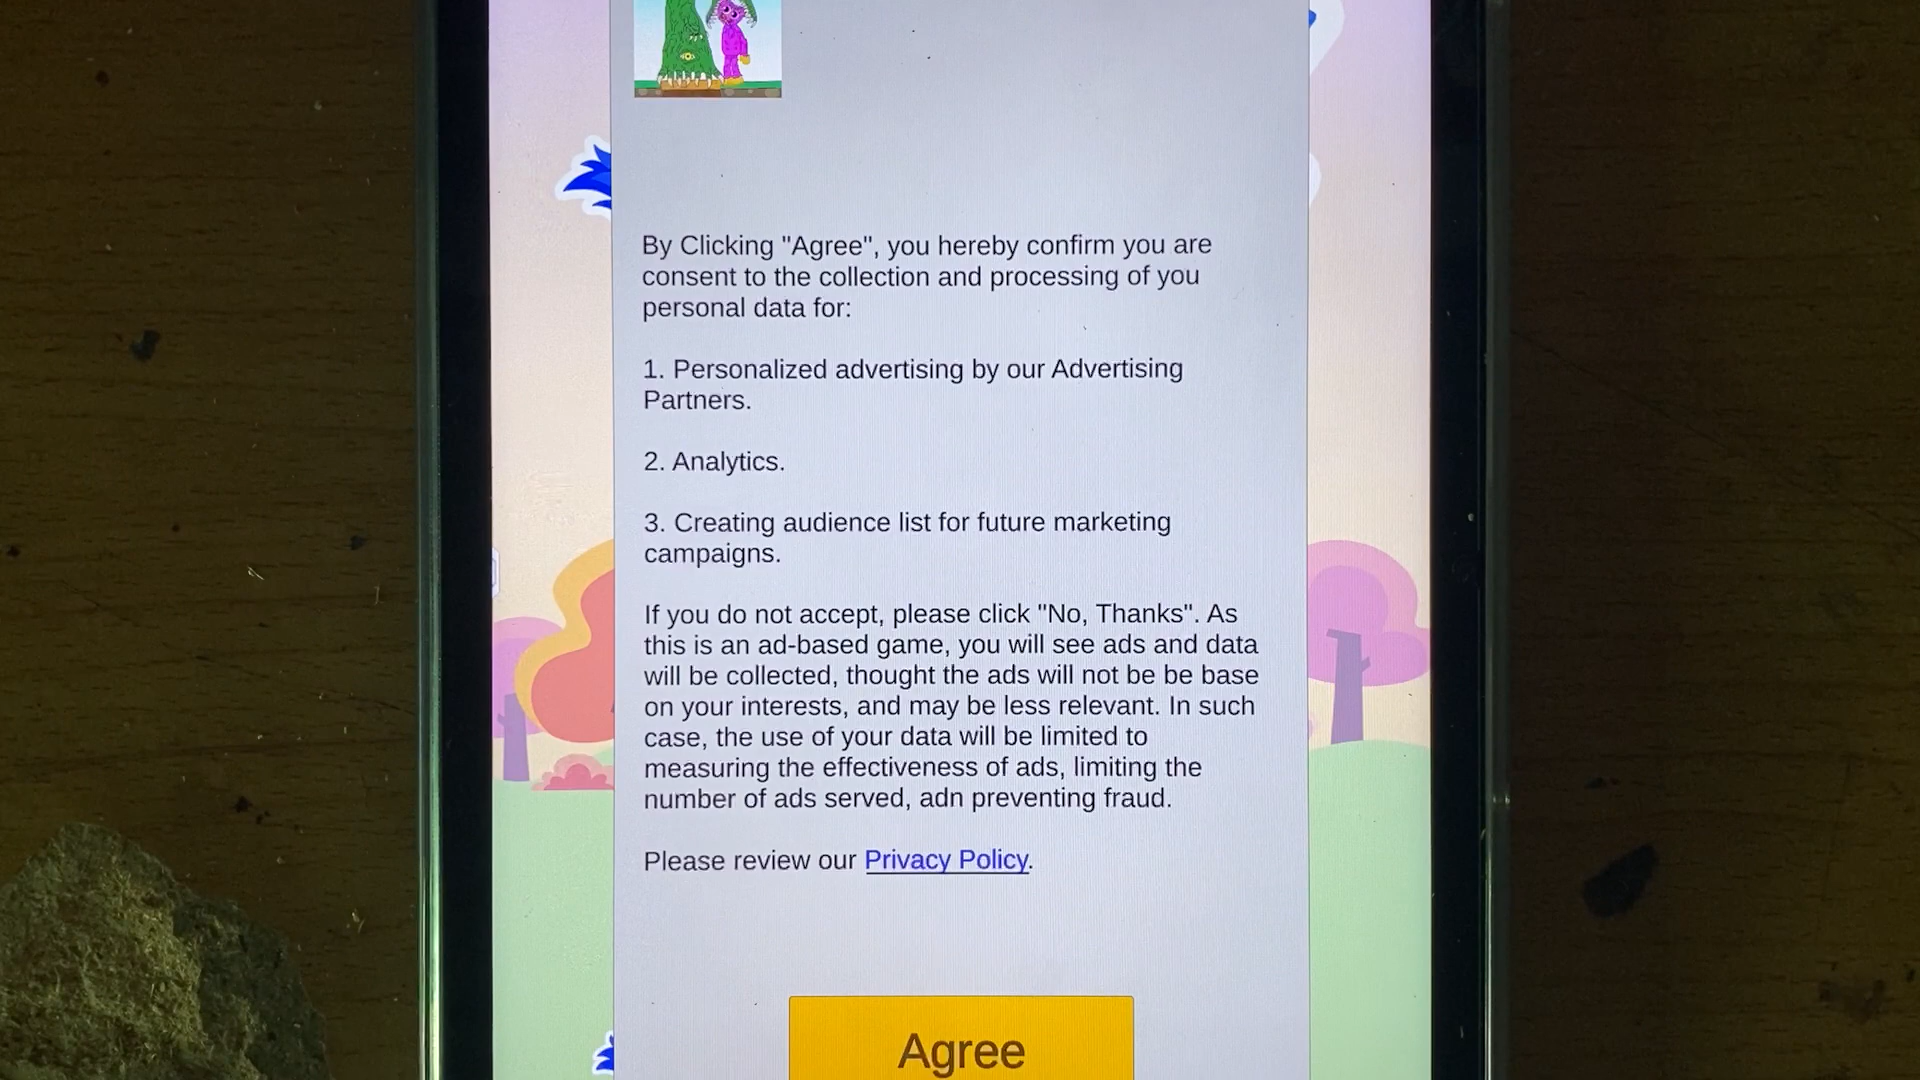 By Clicking "Agree", you hereby confirm you are
consent to the collection and processing of you
personal data for:
1. Personalized advertising by our Advertising
Partners.
2. Analytics.
3. Creating audience list for future marketing
campaigns.
If you do not accept, please click "No, Thanks". As
this is an ad-based game, you will see ads and data
will be collected, thought the ads will not be be base
on your interests, and may be less relevant. In such
case, the use of your data will be limited to
measuring the effectiveness of ads, limiting the
number of ads served, adn preventing fraud.
Please review our Privacy Policy.
Agree